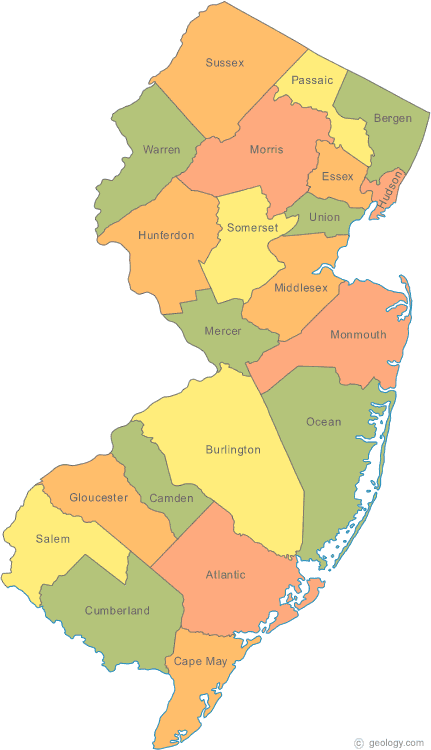 Sussex
Passaic
Bergen
Warren
Morris
Essex
Hudson
Union
Somerset
Hunterdon
Middlesex
Mercer
Monmouth
Ocean
Burlington
Gloucester
Camden
Salem
Atlantic
Cumberland
Cape May
© geology.com